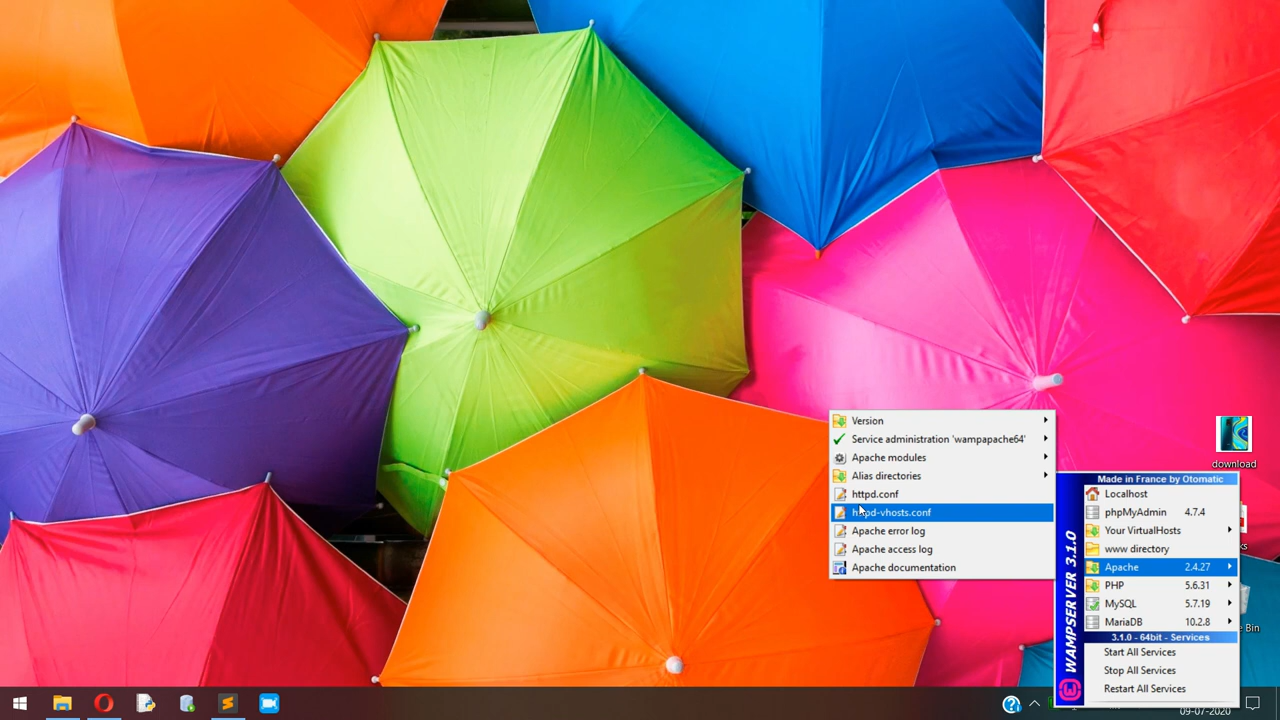 Version
Service administration 'wampapache64'
Apache modules
Alias directories
httpd.conf
httpd-vhosts.conf
Apache error log
Apache access log
Apache documentation
download
Made in France by Otomatic
Localhost
phpMyAdmin 4.7.4
Your VirtualHosts
www directory
Apache 2.4.27
PHP 5.6.31
MySQL 5.7.19
MariaDB 10.2.8
3.1.0 - 64bit - Services
Start All Services
Stop All Services
Restart All Services
WAMPSERVER 3.1.0
Bin
09-07-2020